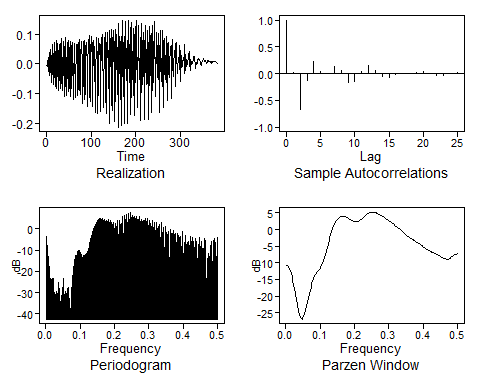 0.1
0.0
-0.1
-0.2
0 100 200 300
Time
Realization
1.0
0.5
0.0
-0.5
-1.0
0 5 10 15 20 25
Lag
Sample Autocorrelations
0
-10
-20
-30
-40
dB
0.0 0.1 0.2 0.3 0.4 0.5
Frequency
Periodogram
5
0
-5
-10
-15
-20
-25
dB
0.0 0.1 0.2 0.3 0.4 0.5
Frequency
Parzen Window